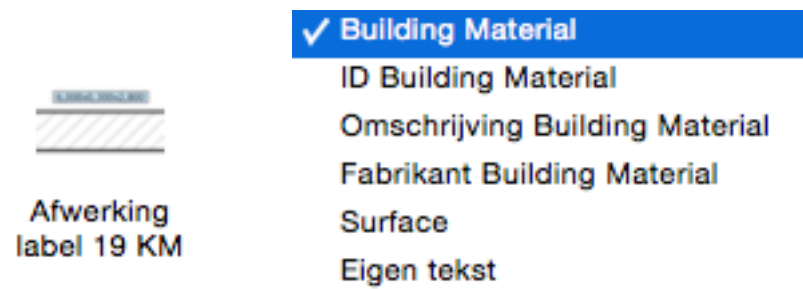 Building Material
ID Building Material
Omschrijving Building Material
Fabrikant Building Material
Surface
Eigen tekst
Afwerking
label 19 KM